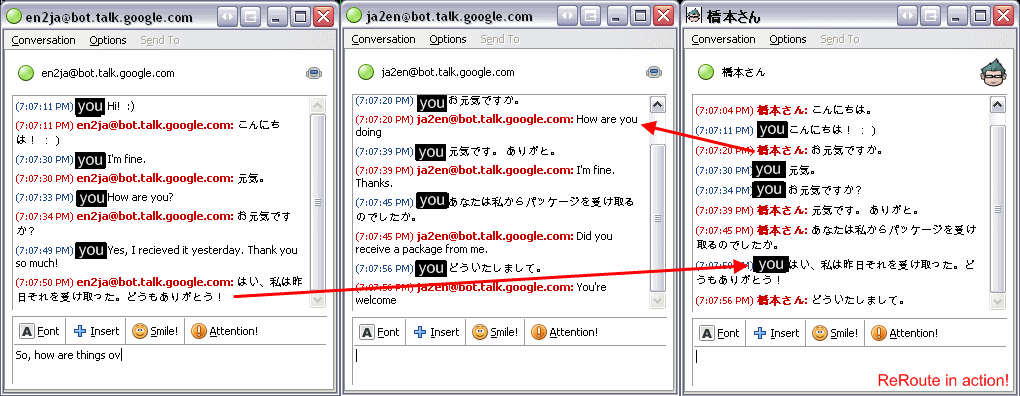 en2ja@bot.talk.google.com
Conversation Options Send To
en2ja@bot.talk.google.com
(7:07:11 PM) you Hi! :)
(7:07:11 PM) en2ja@bot.talk.google.com: こんにち
は！ ：）
(7:07:30 PM) you I'm fine.
(7:07:30 PM) en2ja@bot.talk.google.com: 元気。
(7:07:33 PM) you How are you?
(7:07:34 PM) en2ja@bot.talk.google.com: お元気です
か？
(7:07:49 PM) you Yes, I recieved it yesterday. Thank you
so much!
(7:07:50 PM) en2ja@bot.talk.google.com: はい、私は昨
日それを受け取った。どうもありがとう！
Font Insert Smile! Attention!
So, how are things ov
ja2en@bot.talk.google.com
Conversation Options Send To
ja2en@bot.talk.google.com
(7:07:20 PM) you お元気ですか。
(7:07:20 PM) ja2en@bot.talk.google.com: How are you
doing
(7:07:39 PM) you 元気です。 ありがと。
(7:07:39 PM) ja2en@bot.talk.google.com: I'm fine.
Thanks.
(7:07:45 PM) you あなたは私からパッケージを受け取る
のでしたか。
(7:07:45 PM) ja2en@bot.talk.google.com: Did you
receive a package from me.
(7:07:56 PM) you どういたしまして。
(7:07:56 PM) ja2en@bot.talk.google.com: You're
welcome
Font Insert Smile! Attention!
橋本さん
Conversation Options Send To
橋本さん
(7:07:04 PM) 橋本さん: こんにちは。
(7:07:11 PM) you こんにちは！ ：）
(7:07:20 PM) 橋本さん: お元気ですか。
(7:07:30 PM) you 元気。
(7:07:34 PM) you お元気ですか？
(7:07:39 PM) 橋本さん: 元気です。 ありがと。
(7:07:45 PM) 橋本さん: あなたは私からパッケージを受け
取るのでしたか。
(7:07:50 PM) you はい、私は昨日それを受け取った。ど
うもありがとう！
(7:07:56 PM) 橋本さん: どういたしまして。
Font Insert Smile! Attention!
ReRoute in action!